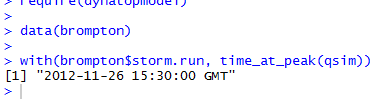 > require(dynatopmodel)
>
> data(brompton)
>
> with(brompton$storm.run, time_at_peak(qsim))
[1] "2012-11-26 15:30:00 GMT"
>